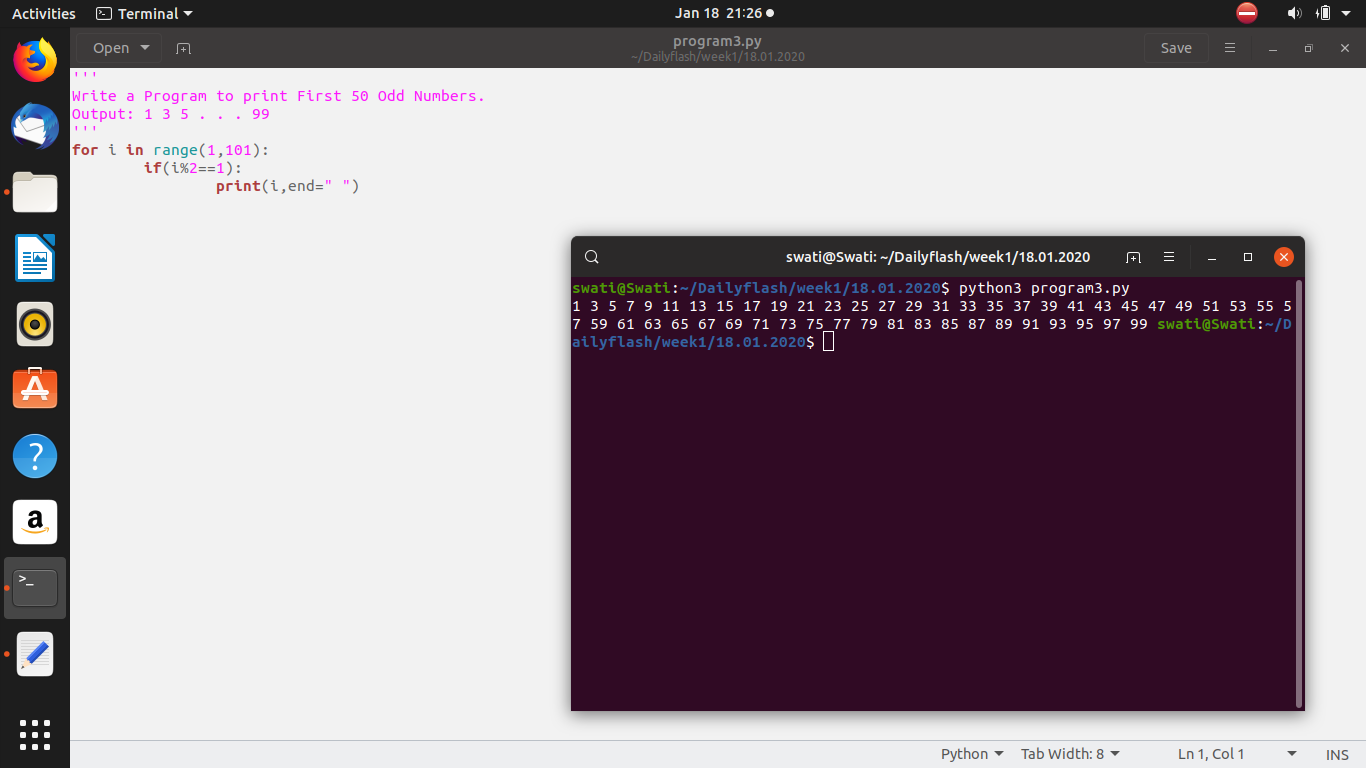 Activities
Terminal
Jan 18 21:26
Open
program3.py
~/Dailyflash/week1/18.01.2020
Save
'''
Write a Program to print First 50 Odd Numbers.
Output: 1 3 5 . . . 99
'''
for i in range(1,101):
        if(i%2==1):
                print(i,end=" ")
swati@Swati: ~/Dailyflash/week1/18.01.2020
swati@Swati:~/Dailyflash/week1/18.01.2020$ python3 program3.py
1 3 5 7 9 11 13 15 17 19 21 23 25 27 29 31 33 35 37 39 41 43 45 47 49 51 53 55 5
7 59 61 63 65 67 69 71 73 75 77 79 81 83 85 87 89 91 93 95 97 99 swati@Swati:~/D
ailyflash/week1/18.01.2020$
?
a
>_
Python
Tab Width: 8
Ln 1, Col 1
INS